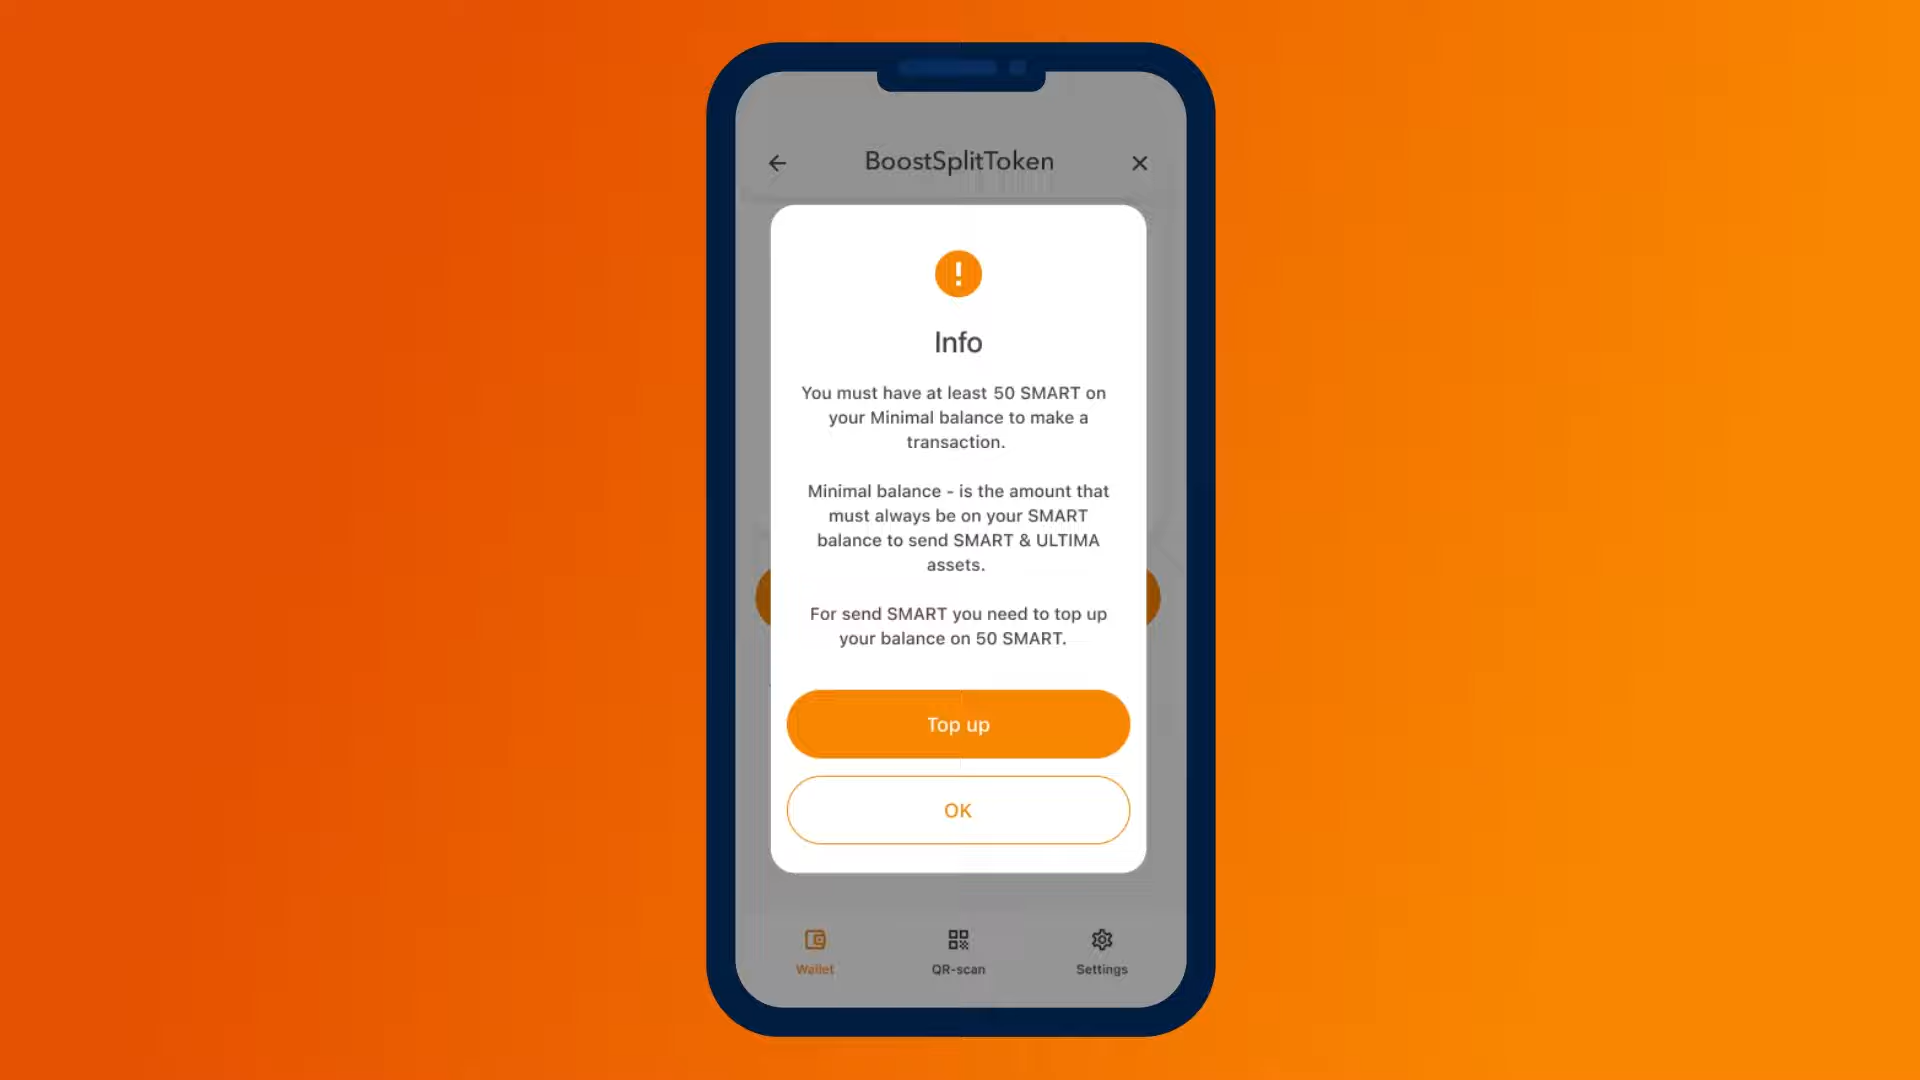 BoostSplitToken
Info
You must have at least 50 SMART on
your Minimal balance to make a
transaction.
Minimal balance - is the amount that
must always be on your SMART
balance to send SMART & ULTIMA
assets.
For send SMART you need to top up
your balance on 50 SMART.
Top up
OK
Wallet
QR-scan
Settings